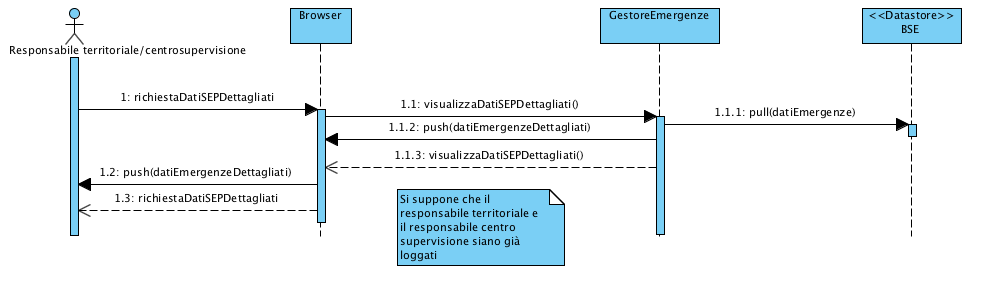 Browser
GestoreEmergenze
<<Datastore>>
BSE
Responsabile territoriale/centrosupervisione
1: richiestaDatiSEPDettagliati
1.1: visualizzaDatiSEPDettagliati()
1.1.1: pull(datiEmergenze)
1.1.2: push(datiEmergenzeDettagliati)
1.1.3: visualizzaDatiSEPDettagliati()
1.2: push(datiEmergenzeDettagliati)
1.3: richiestaDatiSEPDettagliati
Si suppone che il
responsabile territoriale e
il responsabile centro
supervisione siano già
loggati